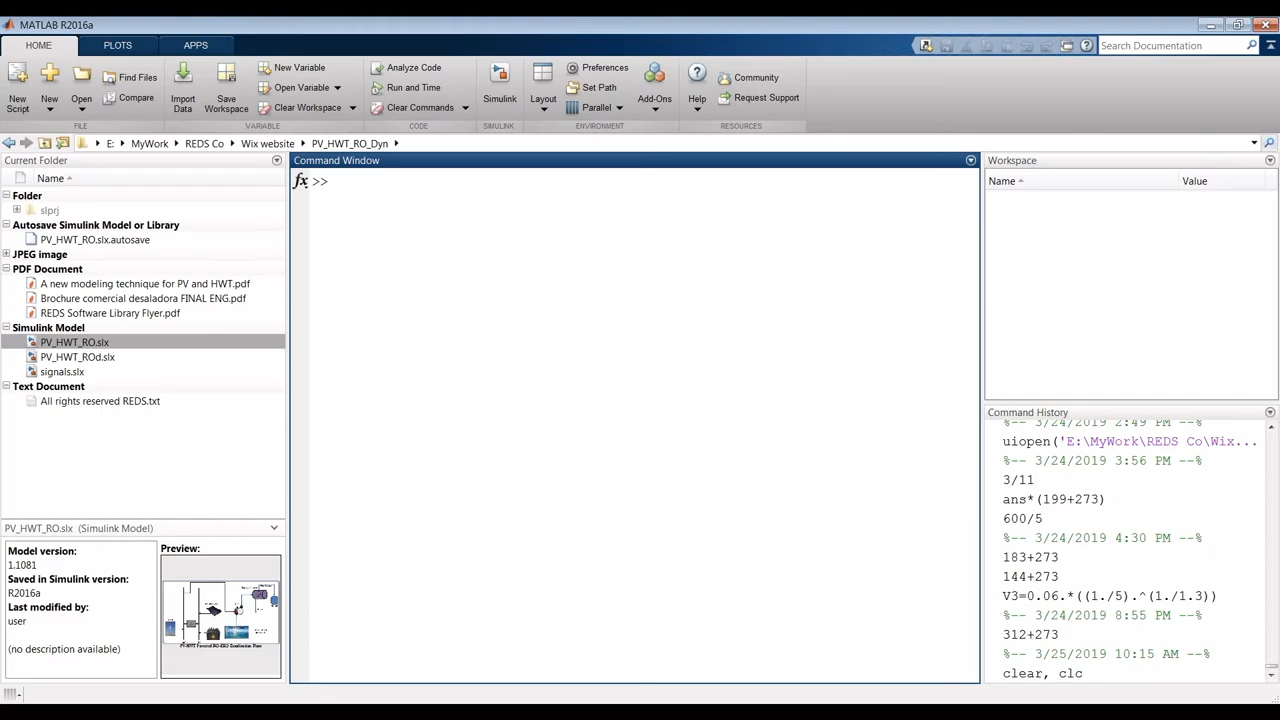 MATLAB R2016a
HOME
PLOTS
APPS
Search Documentation
New Script
New
Open
Find Files
Compare
FILE
Import Data
Save Workspace
New Variable
Open Variable
Clear Workspace
VARIABLE
Analyze Code
Run and Time
Clear Commands
CODE
Simulink
SIMULINK
Layout
Preferences
Set Path
Parallel
Add-Ons
ENVIRONMENT
Help
Community
Request Support
RESOURCES
E: MyWork REDS Co Wix website PV_HWT_RO_Dyn
Current Folder
Name
Folder
slprj
Autosave Simulink Model or Library
PV_HWT_RO.slx.autosave
JPEG image
PDF Document
A new modeling technique for PV and HWT.pdf
Brochure comercial desaladora FINAL ENG.pdf
REDS Software Library Flyer.pdf
Simulink Model
PV_HWT_RO.slx
PV_HWT_ROd.slx
signals.slx
Text Document
All rights reserved REDS.txt
PV_HWT_RO.slx (Simulink Model)
Model version:
1.1081
Saved in Simulink version:
R2016a
Last modified by:
user
(no description available)
Preview:
Command Window
fx >>
Workspace
Name Value
Command History
%-- 3/24/2019 2:49 PM --%
uiopen('E:\MyWork\REDS Co\Wix...
%-- 3/24/2019 3:56 PM --%
3/11
ans*(199+273)
600/5
%-- 3/24/2019 4:30 PM --%
183+273
144+273
V3=0.06.*((1./5).^(1./1.3))
%-- 3/24/2019 8:55 PM --%
312+273
%-- 3/25/2019 10:15 AM --%
clear, clc